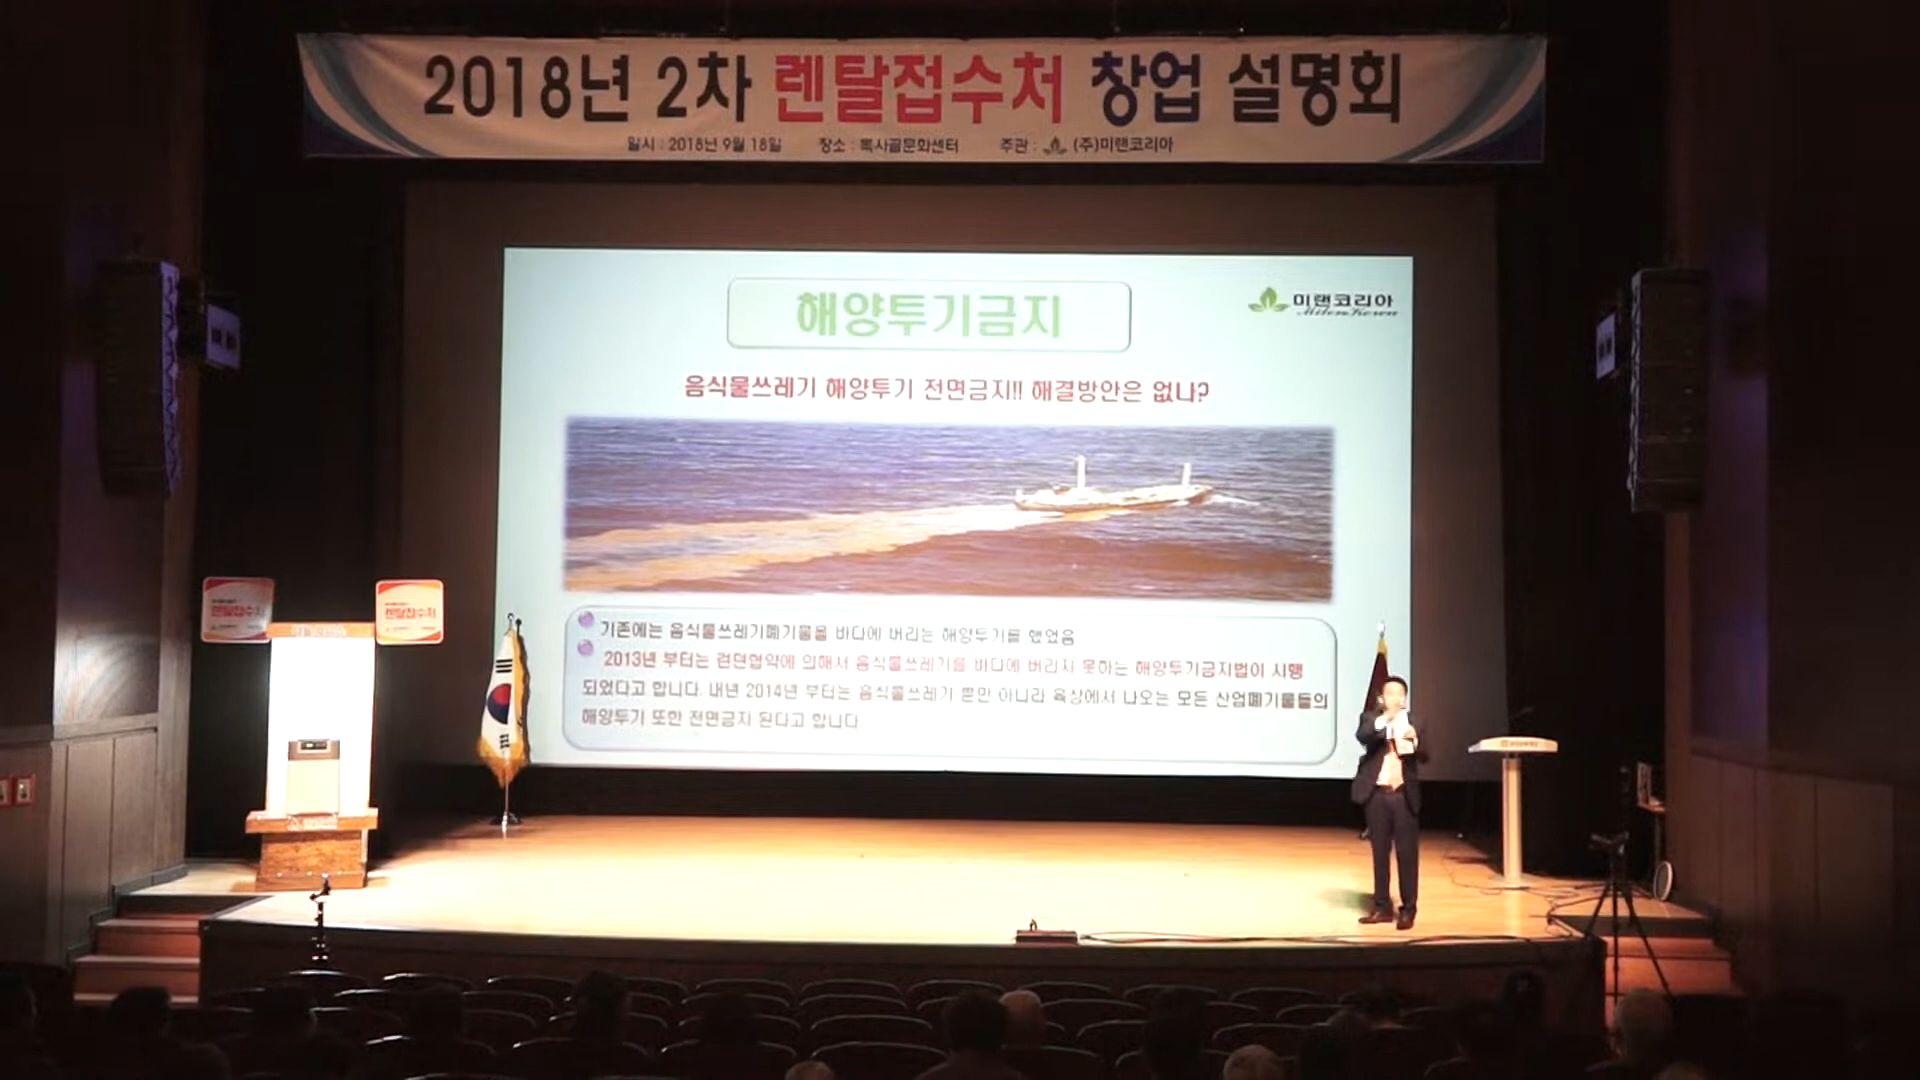 2018년 2차 렌탈접수처 창업 설명회
일시 : 2018년 9월 18일 장소 : 복사골문화센터 주관 : (주)미랜코리아
해양투기금지
미랜코리아
Milen Korea
음식물쓰레기 해양투기 전면금지!! 해결방안은 없나?
기존에는 음식물쓰레기폐기물을 바다에 버리는 해양투기를 했었음
2013년 부터는 런던협약에 의해서 음식물쓰레기를 바다에 버리지 못하는 해양투기금지법이 시행
되었다고 합니다. 내년 2014년 부터는 음식물쓰레기 뿐만 아니라 육상에서 나오는 모든 산업폐기물들의
해양투기 또한 전면금지 된다고 합니다
렌탈접수처
렌탈접수처